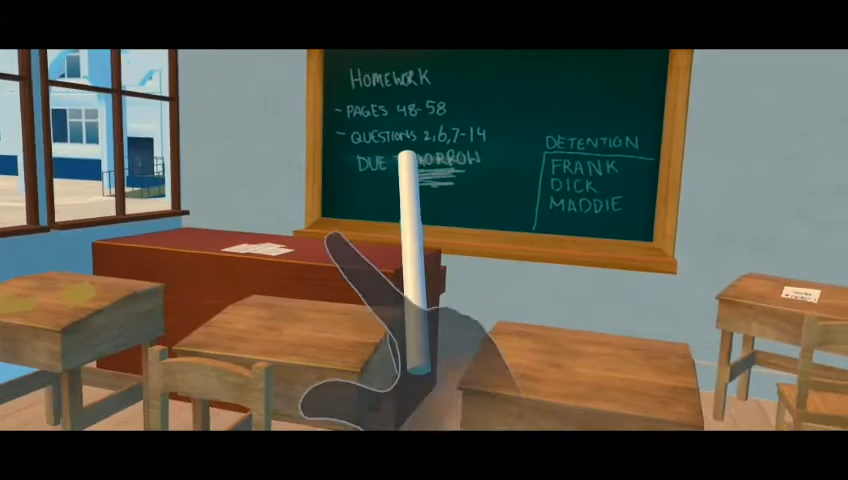 HOMEWORK
- PAGES 48-58
- QUESTIONS 2,6,7-14
DUE
DETENTION
FRANK
DICK
MADDIE